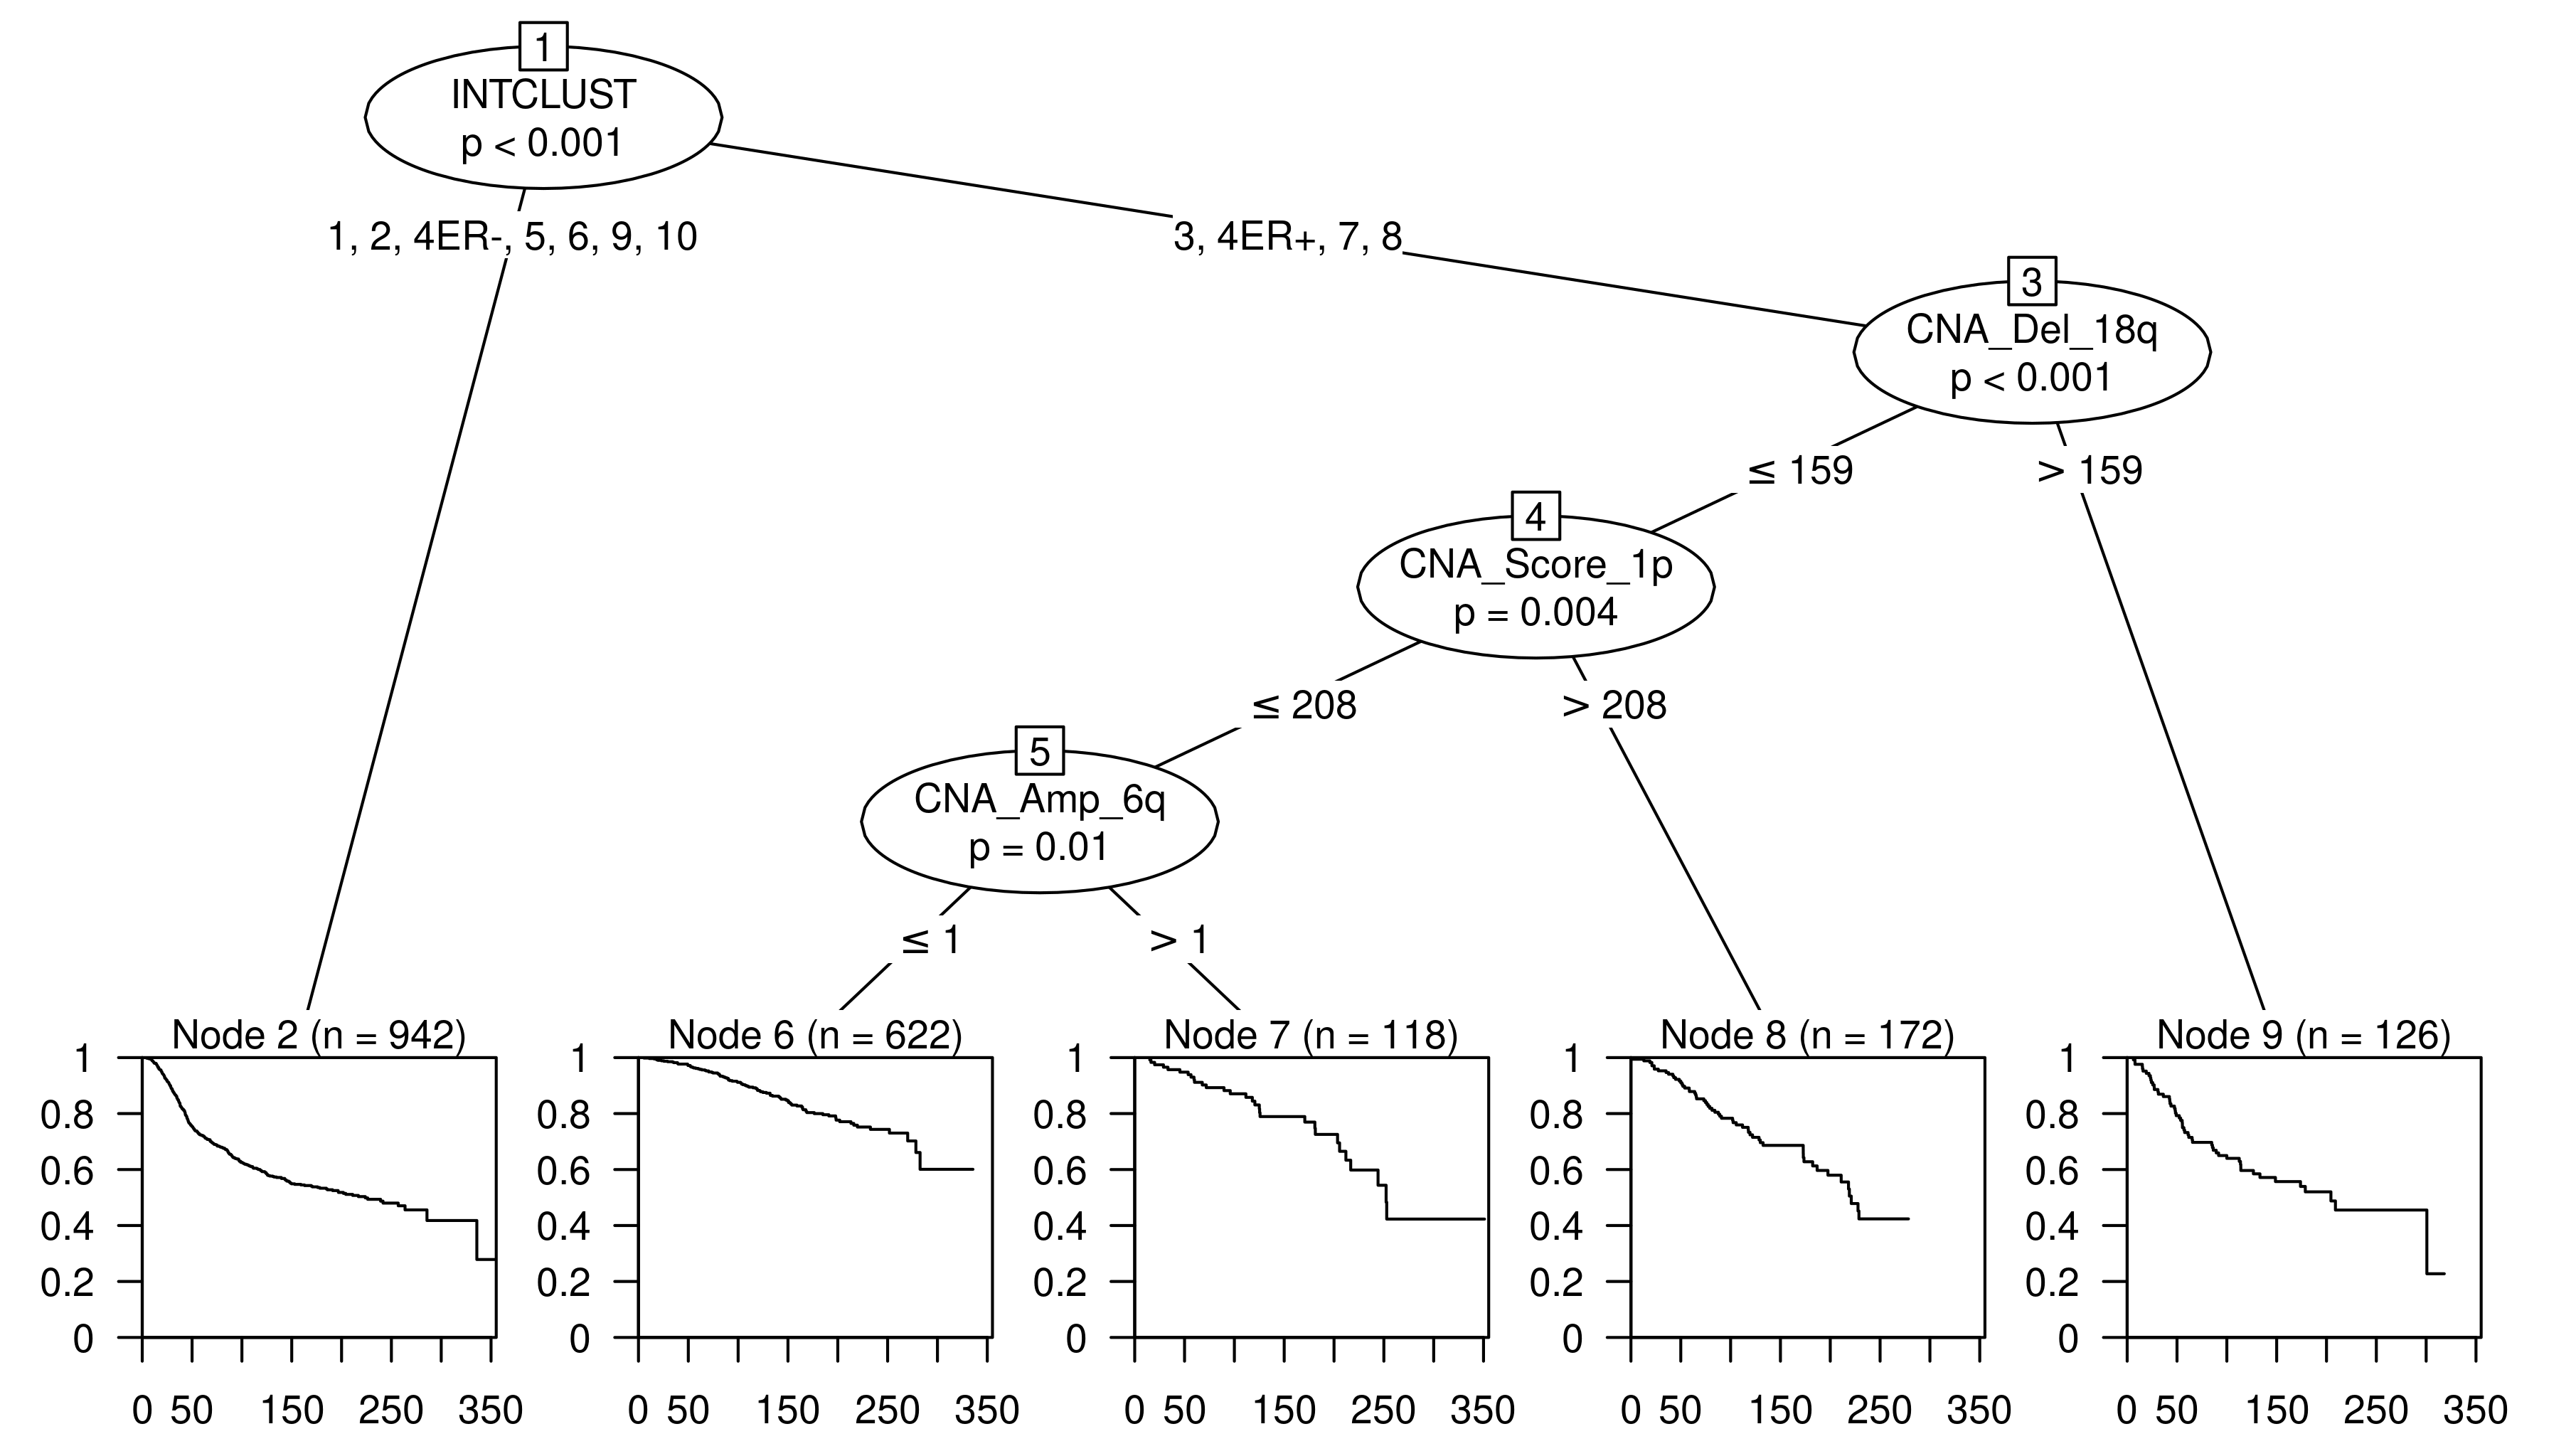 1
INTCLUST
p < 0.001
1, 2, 4ER-, 5, 6, 9, 10
3, 4ER+, 7, 8
3
CNA_Del_18q
p < 0.001
≤ 159
> 159
4
CNA_Score_1p
p = 0.004
≤ 208
> 208
5
CNA_Amp_6q
p = 0.01
≤ 1
> 1
Node 2 (n = 942)
1
0.8
0.6
0.4
0.2
0
0 50 150 250 350
Node 6 (n = 622)
1
0.8
0.6
0.4
0.2
0
0 50 150 250 350
Node 7 (n = 118)
1
0.8
0.6
0.4
0.2
0
0 50 150 250 350
Node 8 (n = 172)
1
0.8
0.6
0.4
0.2
0
0 50 150 250 350
Node 9 (n = 126)
1
0.8
0.6
0.4
0.2
0
0 50 150 250 350